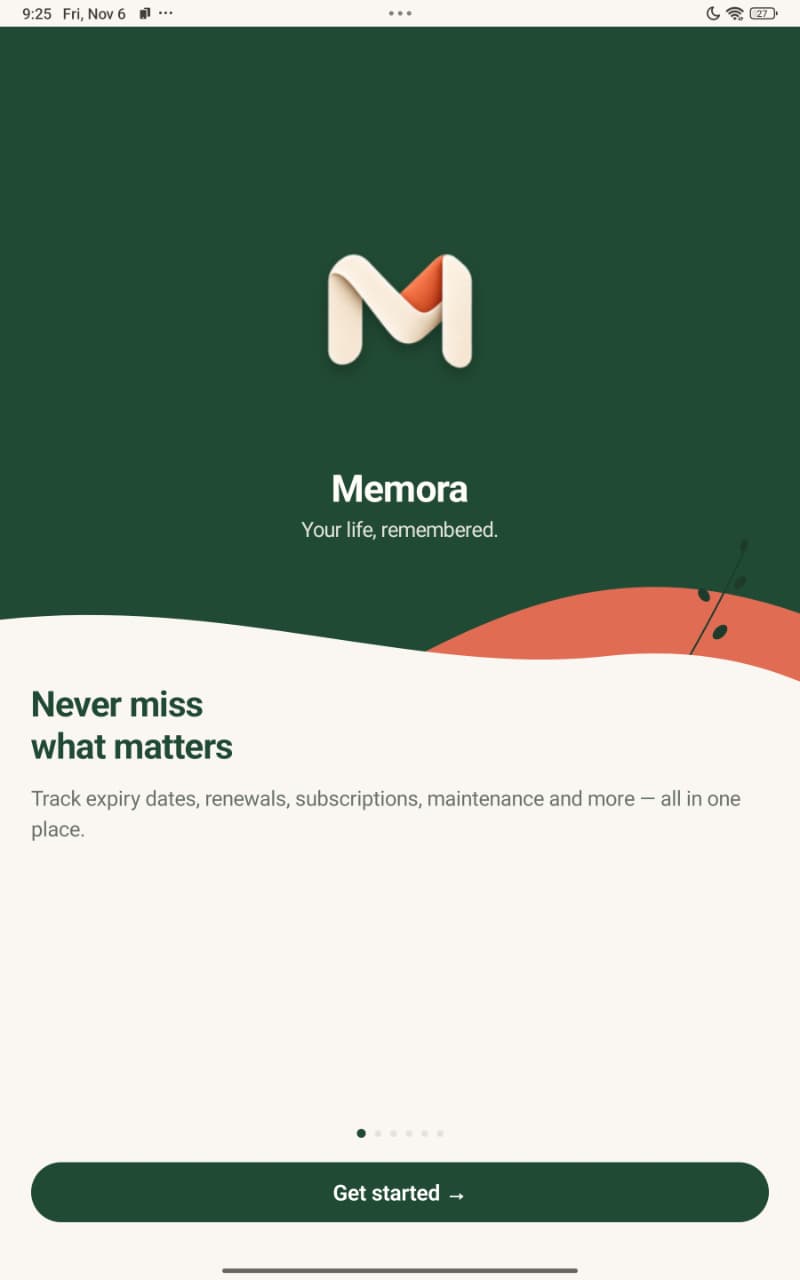 9:25 Fri, Nov 6
27
Memora
Your life, remembered.
Never miss
what matters
Track expiry dates, renewals, subscriptions, maintenance and more — all in one
place.
Get started →